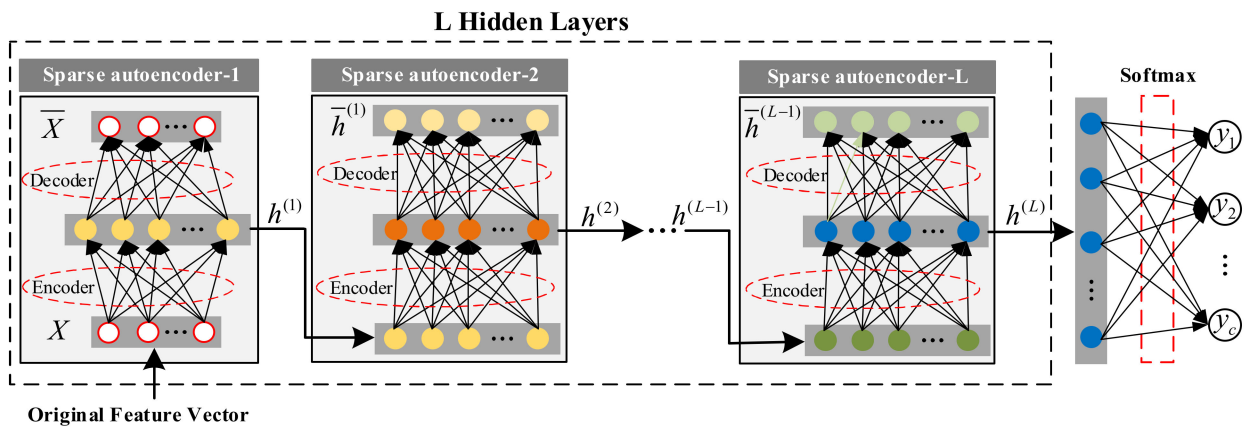 L Hidden Layers
Sparse autoencoder-1
Sparse autoencoder-2
Sparse autoencoder-L
Softmax
X̅
h̅⁽¹⁾
h̅⁽ᴸ⁻¹⁾
Decoder
Decoder
Decoder
h⁽¹⁾
h⁽²⁾
h⁽ᴸ⁻¹⁾
h⁽ᴸ⁾
Encoder
Encoder
Encoder
X
y₁
y₂
y_c
Original Feature Vector